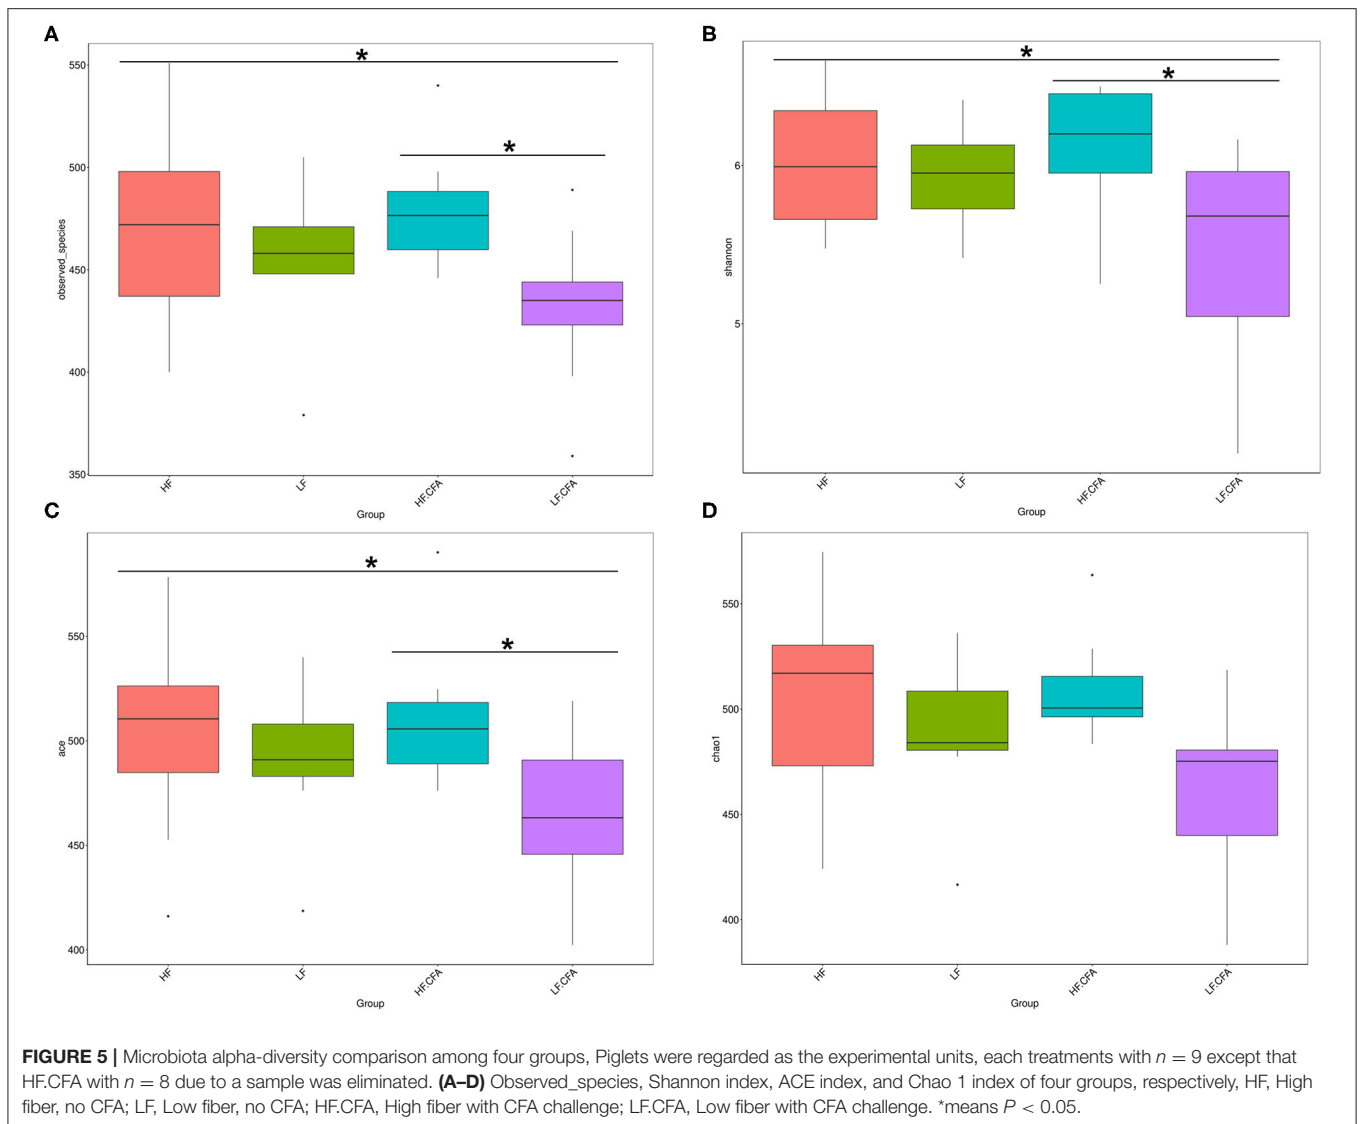 A
*
*
550
500
450
400
350
observed_species
HF
LF
HF.CFA
LF.CFA
Group
B
*
*
6
5
shannon
HF
LF
HF.CFA
LF.CFA
Group
C
*
*
550
500
450
400
ace
HF
LF
HF.CFA
LF.CFA
Group
D
550
500
450
400
chao1
HF
LF
HF.CFA
LF.CFA
Group
FIGURE 5 | Microbiota alpha-diversity comparison among four groups, Piglets were regarded as the experimental units, each treatments with n = 9 except that
HF.CFA with n = 8 due to a sample was eliminated. (A–D) Observed_species, Shannon index, ACE index, and Chao 1 index of four groups, respectively, HF, High
fiber, no CFA; LF, Low fiber, no CFA; HF.CFA, High fiber with CFA challenge; LF.CFA, Low fiber with CFA challenge. *means P < 0.05.